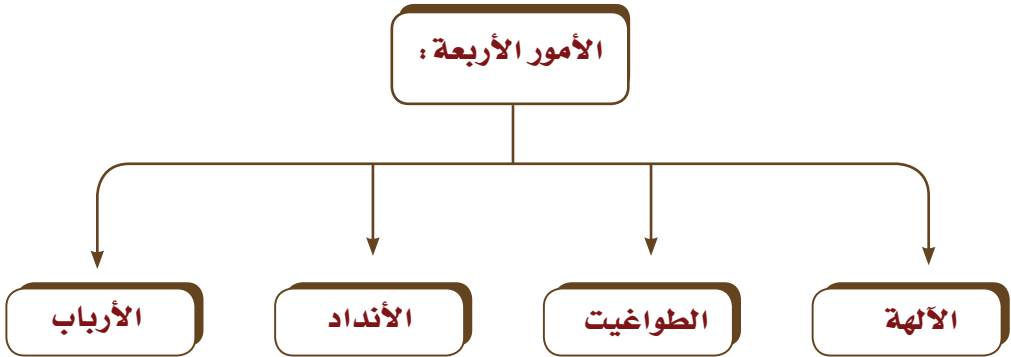 الأمور الأربعة :
الآلهة
الطواغيت
الأنداد
الأرباب